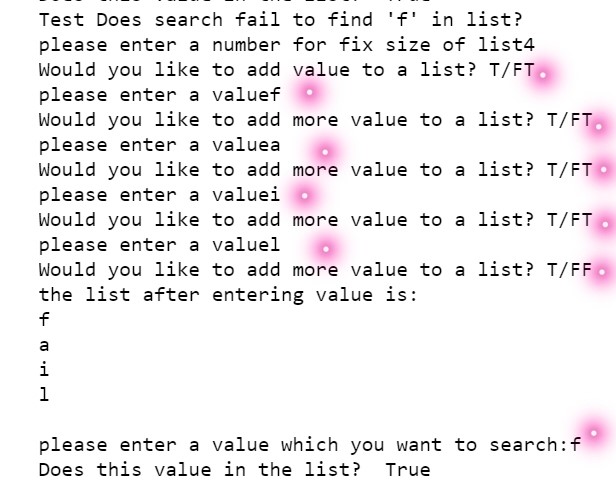 Test Does search fail to find 'f' in list?
please enter a number for fix size of list4
Would you like to add value to a list? T/FT
please enter a valuef
Would you like to add more value to a list? T/FT
please enter a valuea
Would you like to add more value to a list? T/FT
please enter a valuei
Would you like to add more value to a list? T/FT
please enter a valuel
Would you like to add more value to a list? T/FF
the list after entering value is:
f
a
i
l
please enter a value which you want to search:f
Does this value in the list?  True